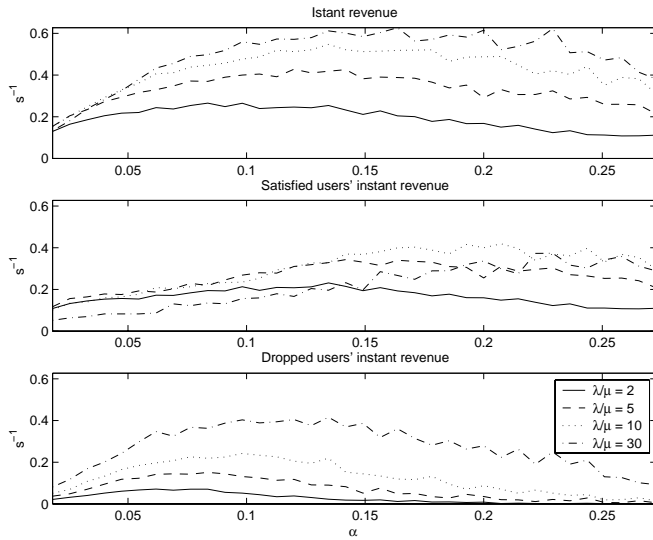 Istant revenue
0.6
0.4
0.2
0
s⁻¹
0.05 0.1 0.15 0.2 0.25
Satisfied users' instant revenue
0.6
0.4
0.2
0
s⁻¹
0.05 0.1 0.15 0.2 0.25
Dropped users' instant revenue
0.6
0.4
0.2
0
s⁻¹
λ/μ = 2
λ/μ = 5
λ/μ = 10
λ/μ = 30
0.05 0.1 0.15 0.2 0.25
α